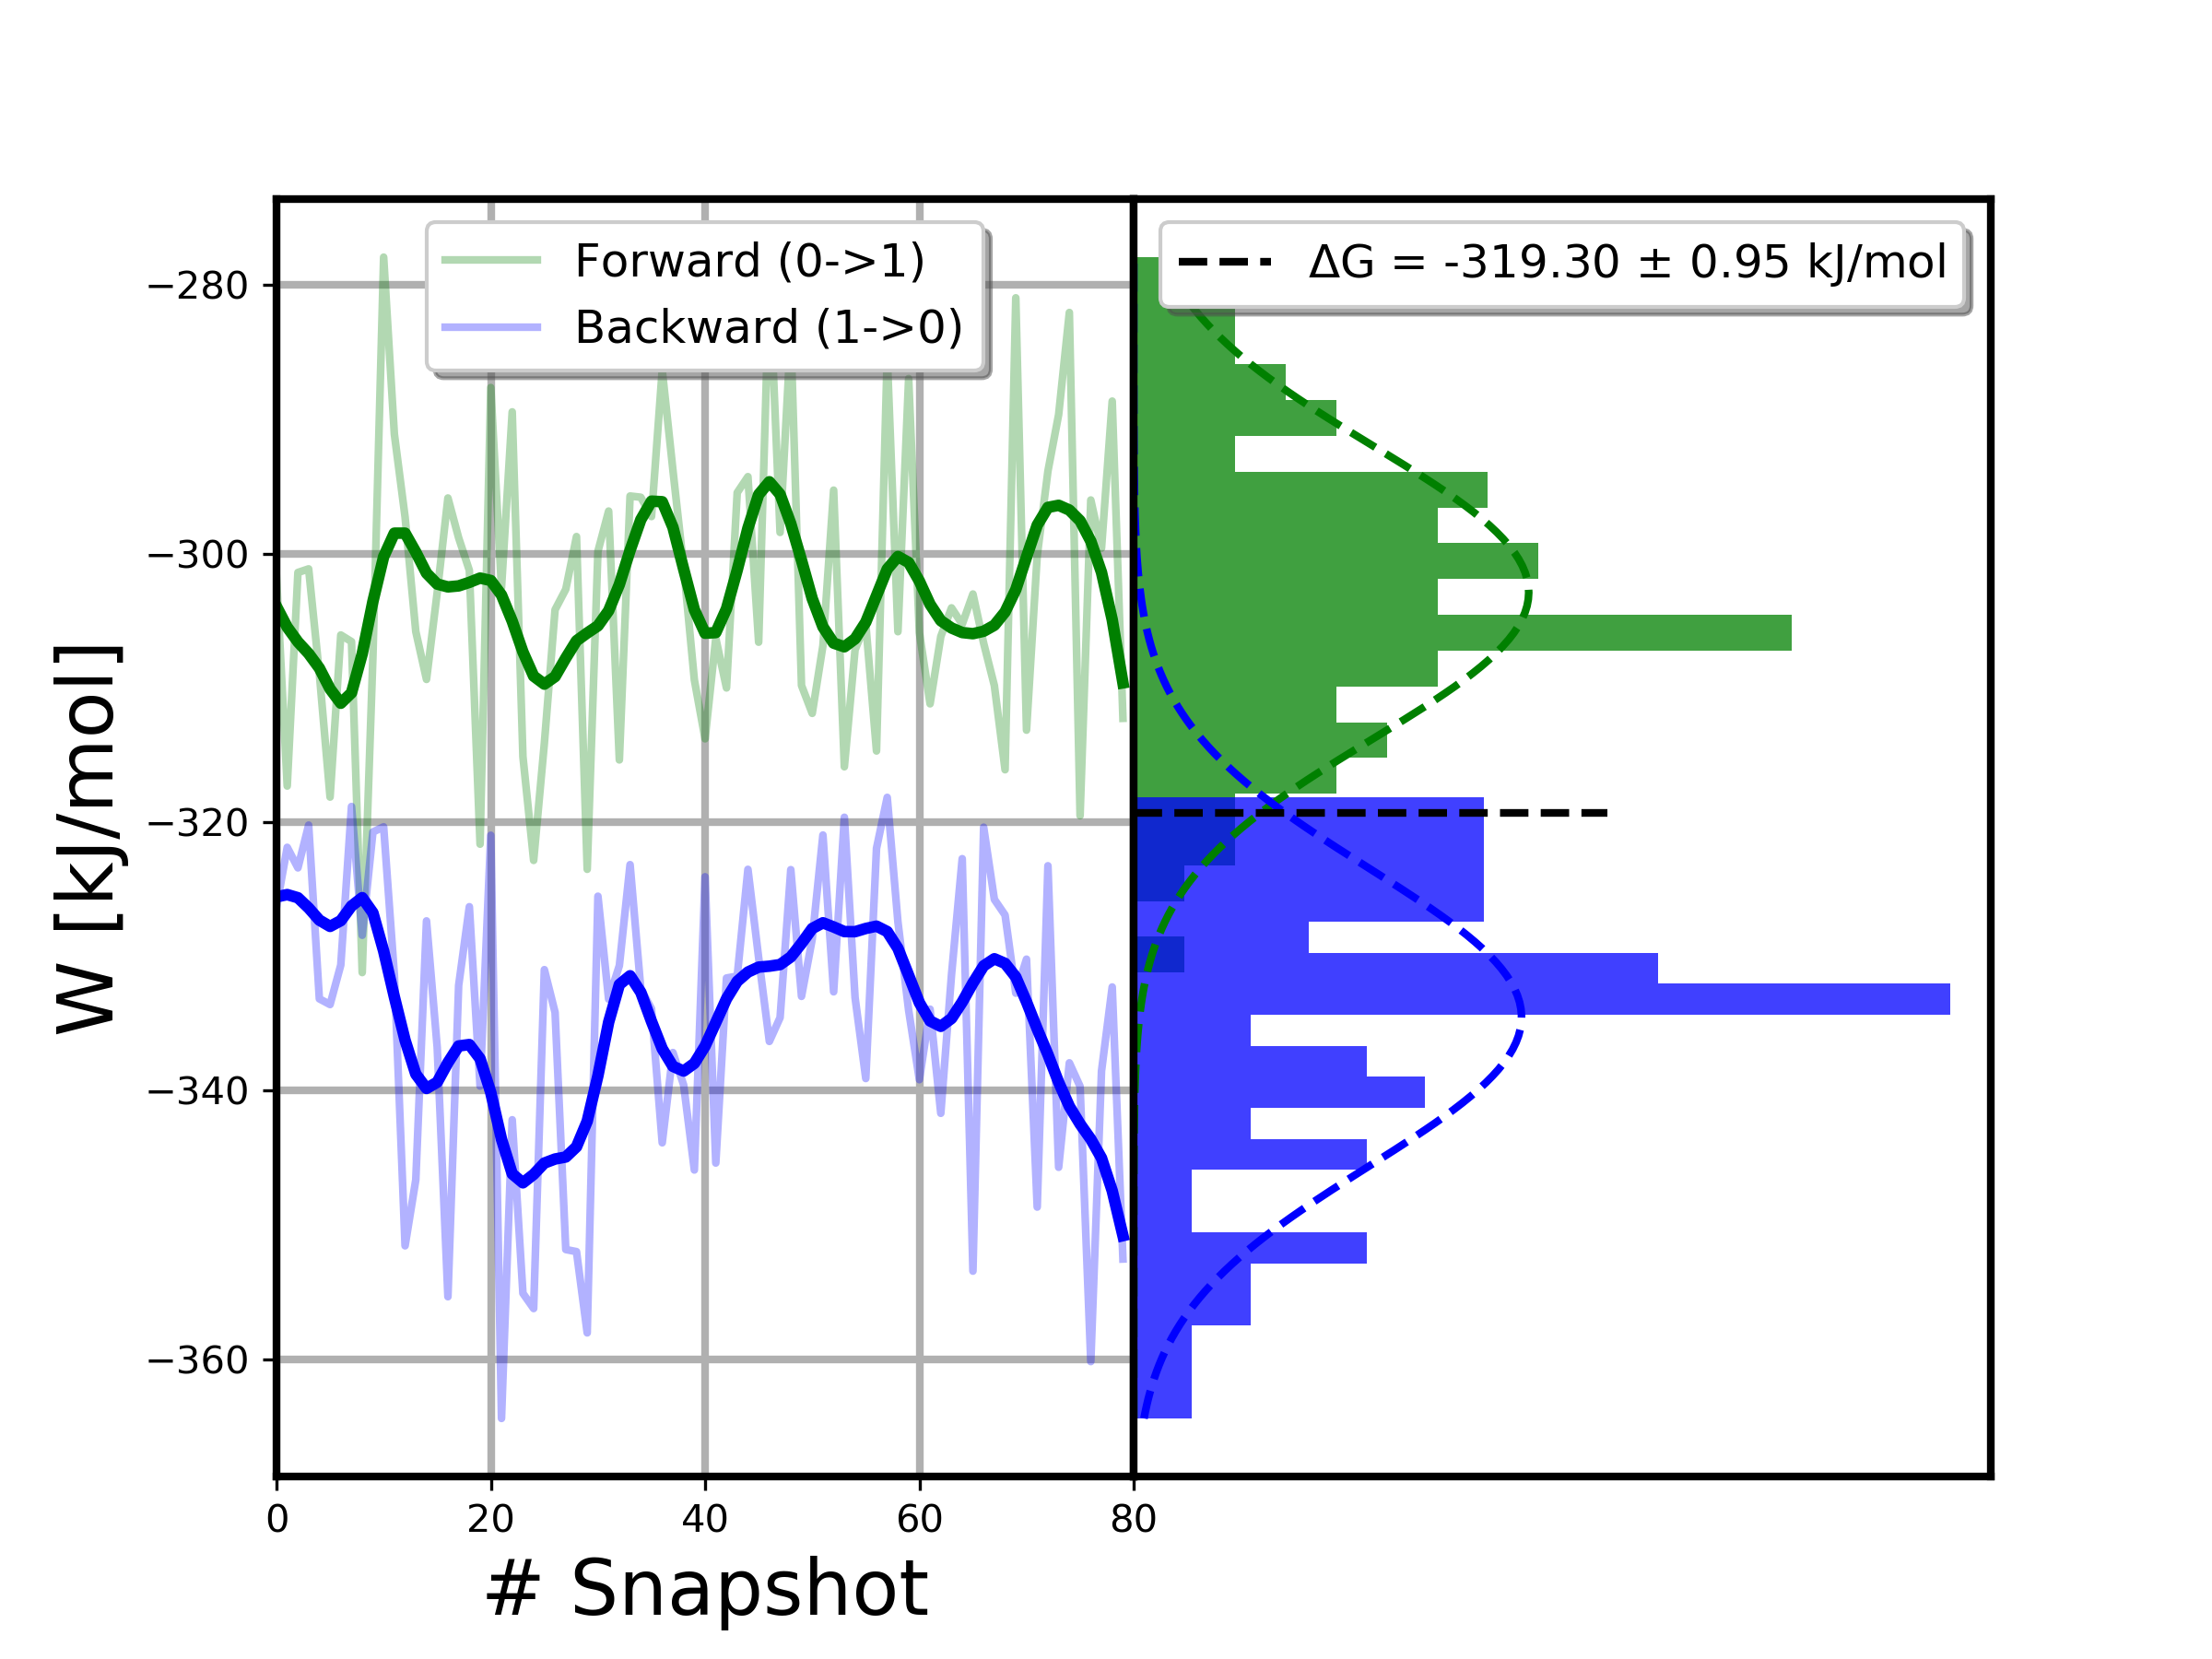 Forward (0->1)
Backward (1->0)
ΔG = -319.30 ± 0.95 kJ/mol
W [kJ/mol]
−280
−300
−320
−340
−360
0 20 40 60 80
# Snapshot